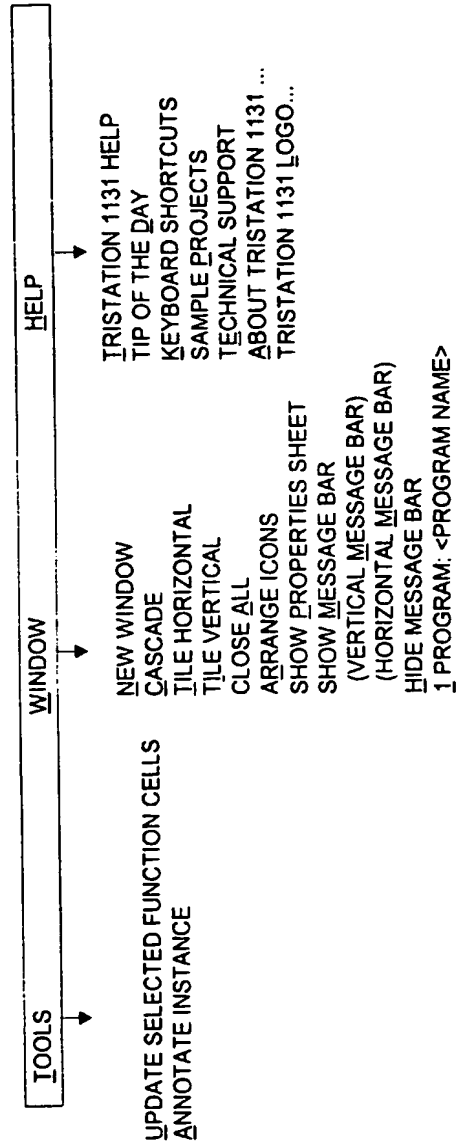 TOOLS
UPDATE SELECTED FUNCTION CELLS
ANNOTATE INSTANCE
WINDOW
NEW WINDOW
CASCADE
TILE HORIZONTAL
TILE VERTICAL
CLOSE ALL
ARRANGE ICONS
SHOW PROPERTIES SHEET
SHOW MESSAGE BAR
(VERTICAL MESSAGE BAR)
(HORIZONTAL MESSAGE BAR)
HIDE MESSAGE BAR
1 PROGRAM: <PROGRAM NAME>
HELP
TRISTATION 1131 HELP
TIP OF THE DAY
KEYBOARD SHORTCUTS
SAMPLE PROJECTS
TECHNICAL SUPPORT
ABOUT TRISTATION 1131 ...
TRISTATION 1131 LOGO...